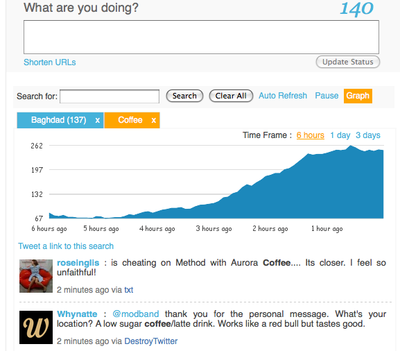 What are you doing? 140
Shorten URLs Update Status
Search for: Search Clear All Auto Refresh Pause Graph
Baghdad (137) x Coffee x
Time Frame : 6 hours 1 day 3 days
262
197
132
67
6 hours ago 5 hours ago 4 hours ago 3 hours ago 2 hours ago 1 hour ago
Tweet a link to this search
roseinglis : is cheating on Method with Aurora Coffee.... Its closer. I feel so
unfaithful!
2 minutes ago via txt
Whynatte : @modband thank you for the personal message. What's your
location? A low sugar coffee/latte drink. Works like a red bull but tastes good.
W
2 minutes ago via DestroyTwitter